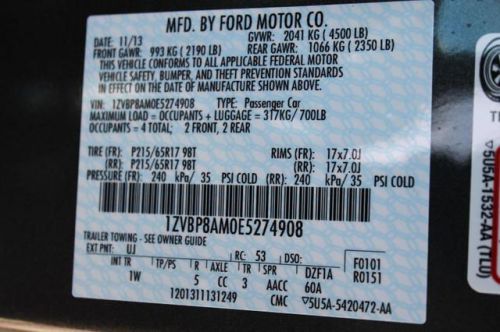 MFD. BY FORD MOTOR CO.
DATE: 11/13 GVWR: 2041 KG ( 4500 LB)
FRONT GAWR: 993 KG ( 2190 LB) REAR GAWR: 1066 KG ( 2350 LB)
THIS VEHICLE CONFORMS TO ALL APPLICABLE FEDERAL MOTOR
VEHICLE SAFETY, BUMPER, AND THEFT PREVENTION STANDARDS
IN EFFECT ON THE DATE OF MANUFACTURE SHOWN ABOVE.
VIN: 1ZVBP8AM0E5274908 TYPE: Passenger Car
MAXIMUM LOAD = OCCUPANTS + LUGGAGE = 317KG/700LB
OCCUPANTS = 4 TOTAL: 2 FRONT, 2 REAR
TIRE (FR): P215/65R17 98T RIMS (FR): 17x7.0J
(RR): P215/65R17 98T (RR): 17x7.0J
PRESSURE (FR): 240 kPa/ 35 PSI COLD (RR): 240 kPa/ 35 PSI COLD
1ZVBP8AM0E5274908
TRAILER TOWING - SEE OWNER GUIDE
EXT PNT: UJ RC: 53 DSO: F0101
INT TR TP/PS R AXLE TR SPR DZF1A R0151
1W 5 CC 3 AACC 60A
1201311131249 CMC 5U5A-5420472-AA
5U5A-1532-AA (TLU)